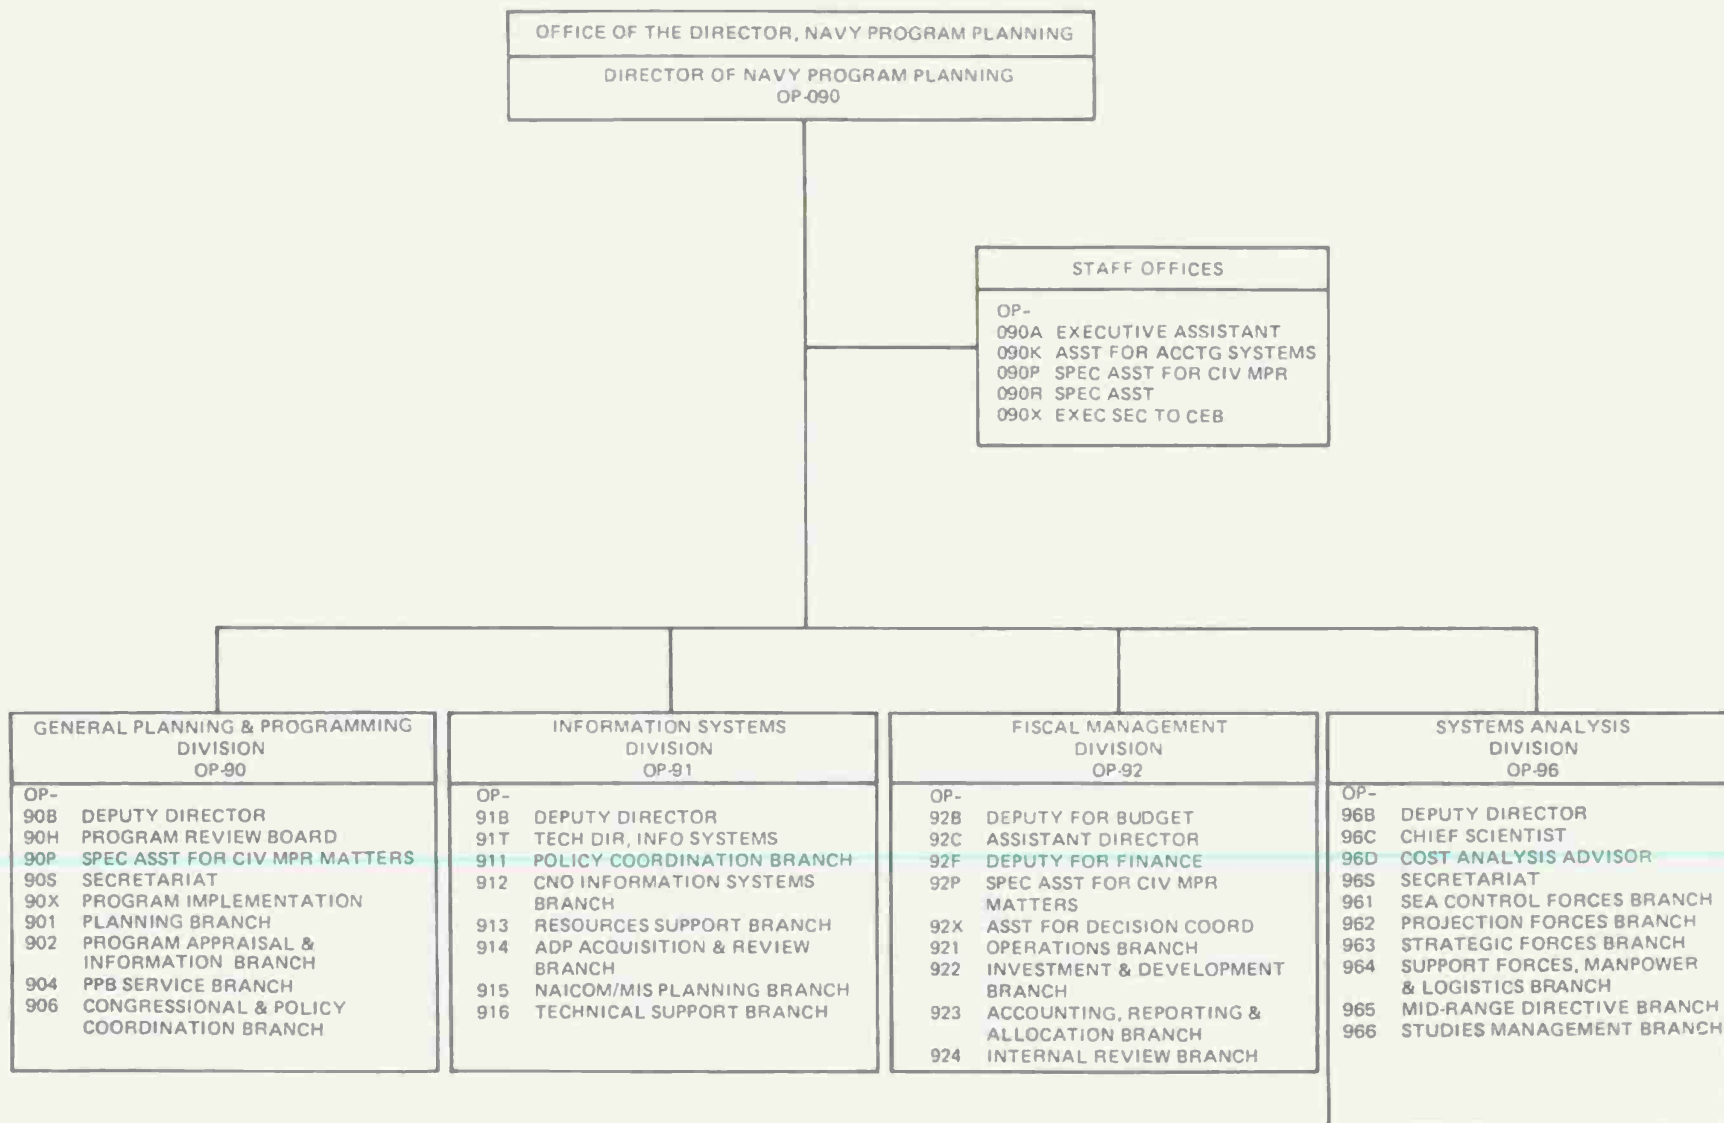 OFFICE OF THE DIRECTOR, NAVY PROGRAM PLANNING
DIRECTOR OF NAVY PROGRAM PLANNING
OP-090
STAFF OFFICES
OP-
090A EXECUTIVE ASSISTANT
090K ASST FOR ACCTG SYSTEMS
090P SPEC ASST FOR CIV MPR
090R SPEC ASST
090X EXEC SEC TO CEB
GENERAL PLANNING & PROGRAMMING
DIVISION
OP-90
OP-
90B DEPUTY DIRECTOR
90H PROGRAM REVIEW BOARD
90P SPEC ASST FOR CIV MPR MATTERS
90S SECRETARIAT
90X PROGRAM IMPLEMENTATION
901 PLANNING BRANCH
902 PROGRAM APPRAISAL &
INFORMATION BRANCH
904 PPB SERVICE BRANCH
906 CONGRESSIONAL & POLICY
COORDINATION BRANCH
INFORMATION SYSTEMS
DIVISION
OP-91
OP-
91B DEPUTY DIRECTOR
91T TECH DIR, INFO SYSTEMS
911 POLICY COORDINATION BRANCH
912 CNO INFORMATION SYSTEMS
BRANCH
913 RESOURCES SUPPORT BRANCH
914 ADP ACQUISITION & REVIEW
BRANCH
915 NAICOM/MIS PLANNING BRANCH
916 TECHNICAL SUPPORT BRANCH
FISCAL MANAGEMENT
DIVISION
OP-92
OP-
92B DEPUTY FOR BUDGET
92C ASSISTANT DIRECTOR
92F DEPUTY FOR FINANCE
92P SPEC ASST FOR CIV MPR
MATTERS
92X ASST FOR DECISION COORD
921 OPERATIONS BRANCH
922 INVESTMENT & DEVELOPMENT
BRANCH
923 ACCOUNTING, REPORTING &
ALLOCATION BRANCH
924 INTERNAL REVIEW BRANCH
SYSTEMS ANALYSIS
DIVISION
OP-96
OP-
96B DEPUTY DIRECTOR
96C CHIEF SCIENTIST
96D COST ANALYSIS ADVISOR
96S SECRETARIAT
961 SEA CONTROL FORCES BRANCH
962 PROJECTION FORCES BRANCH
963 STRATEGIC FORCES BRANCH
964 SUPPORT FORCES, MANPOWER
& LOGISTICS BRANCH
965 MID-RANGE DIRECTIVE BRANCH
966 STUDIES MANAGEMENT BRANCH